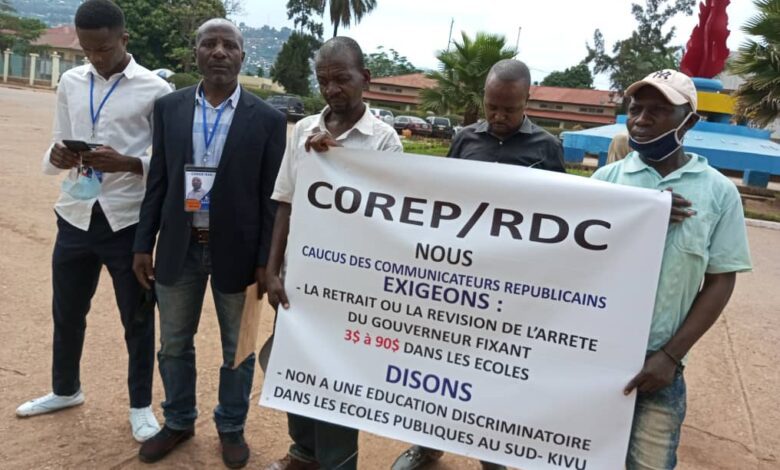 COREP/RDC
NOUS
CAUCUS DES COMMUNICATEURS REPUBLICAINS
EXIGEONS :
- LA RETRAIT OU LA REVISION DE L'ARRETE
DU GOUVERNEUR FIXANT
3$ à 90$ DANS LES ECOLES
DISONS
- NON A UNE EDUCATION DISCRIMINATOIRE
DANS LES ECOLES PUBLIQUES AU SUD- KIVU